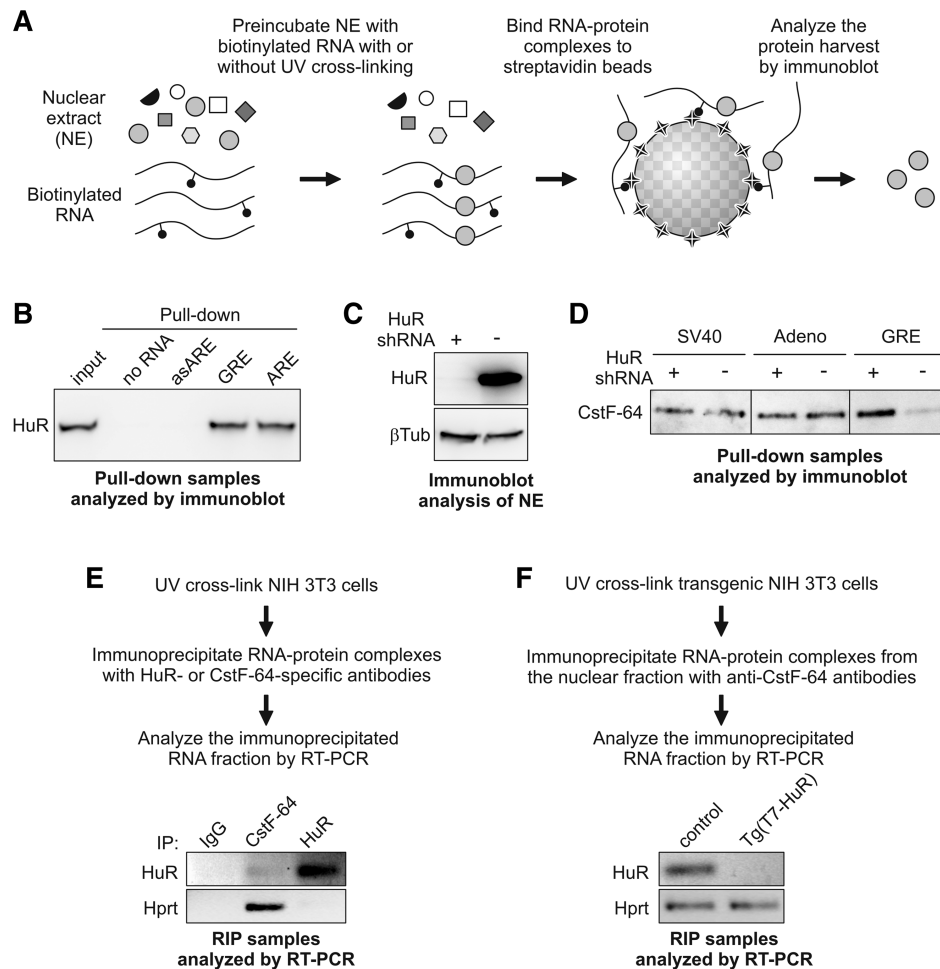 A
Preincubate NE with
biotinylated RNA with or
without UV cross-linking
Bind RNA-protein
complexes to
streptavidin beads
Analyze the
protein harvest
by immunoblot
Nuclear
extract
(NE)
Biotinylated
RNA
B
Pull-down
input
no RNA
asARE
GRE
ARE
HuR
Pull-down samples
analyzed by immunoblot
C
HuR
shRNA + -
HuR
βTub
Immunoblot
analysis of NE
D
SV40 Adeno GRE
HuR
shRNA + - + - + -
CstF-64
Pull-down samples
analyzed by immunoblot
E
UV cross-link NIH 3T3 cells
Immunoprecipitate RNA-protein complexes
with HuR- or CstF-64-specific antibodies
Analyze the immunoprecipitated
RNA fraction by RT-PCR
IP: IgG CstF-64 HuR
HuR
Hprt
RIP samples
analyzed by RT-PCR
F
UV cross-link transgenic NIH 3T3 cells
Immunoprecipitate RNA-protein complexes from
the nuclear fraction with anti-CstF-64 antibodies
Analyze the immunoprecipitated
RNA fraction by RT-PCR
control Tg(T7-HuR)
HuR
Hprt
RIP samples
analyzed by RT-PCR